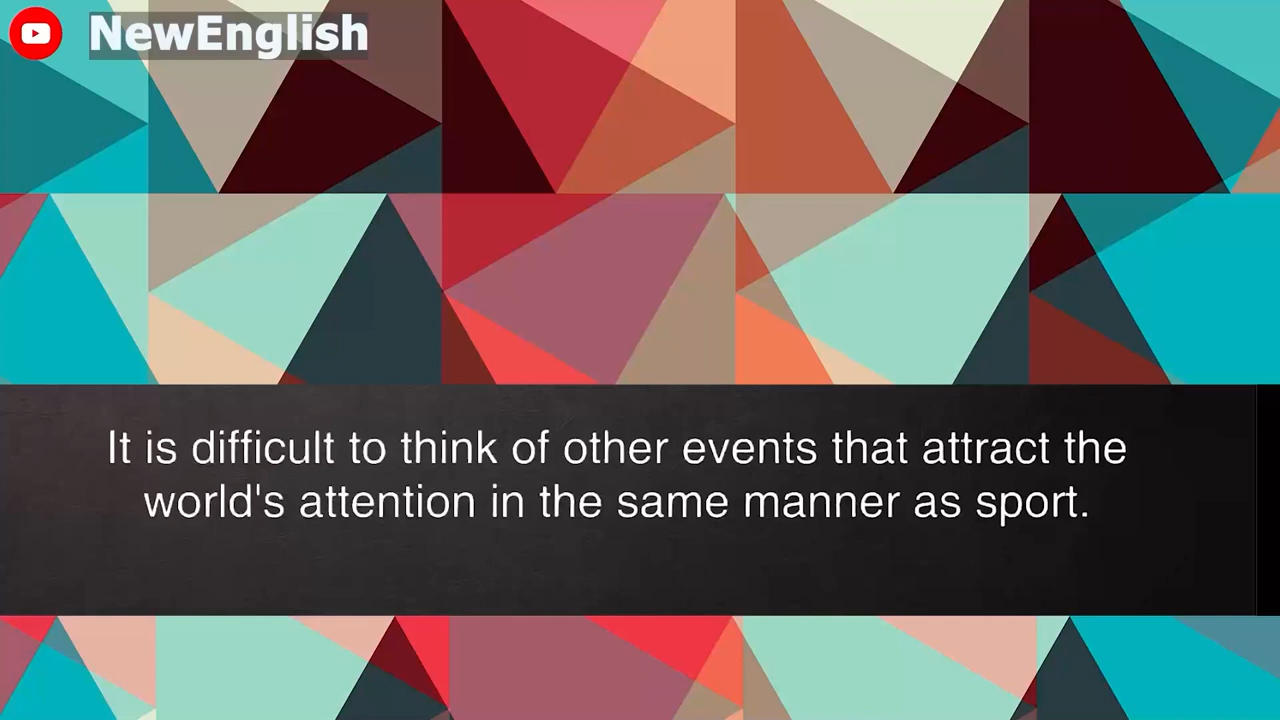 NewEnglish
It is difficult to think of other events that attract the
world's attention in the same manner as sport.